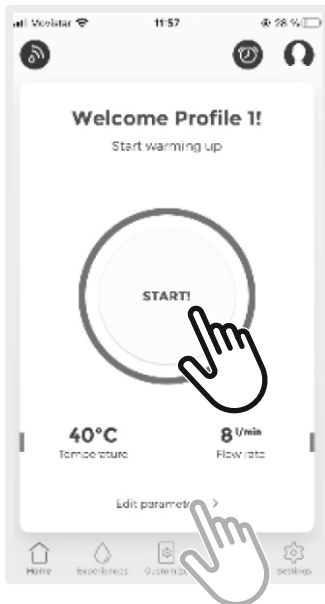 Movistar 11:57 28 %
Welcome Profile 1!
Start warming up
START!
40°C 8 l/min
Temperature Flow rate
Edit
Home Experiences Settings